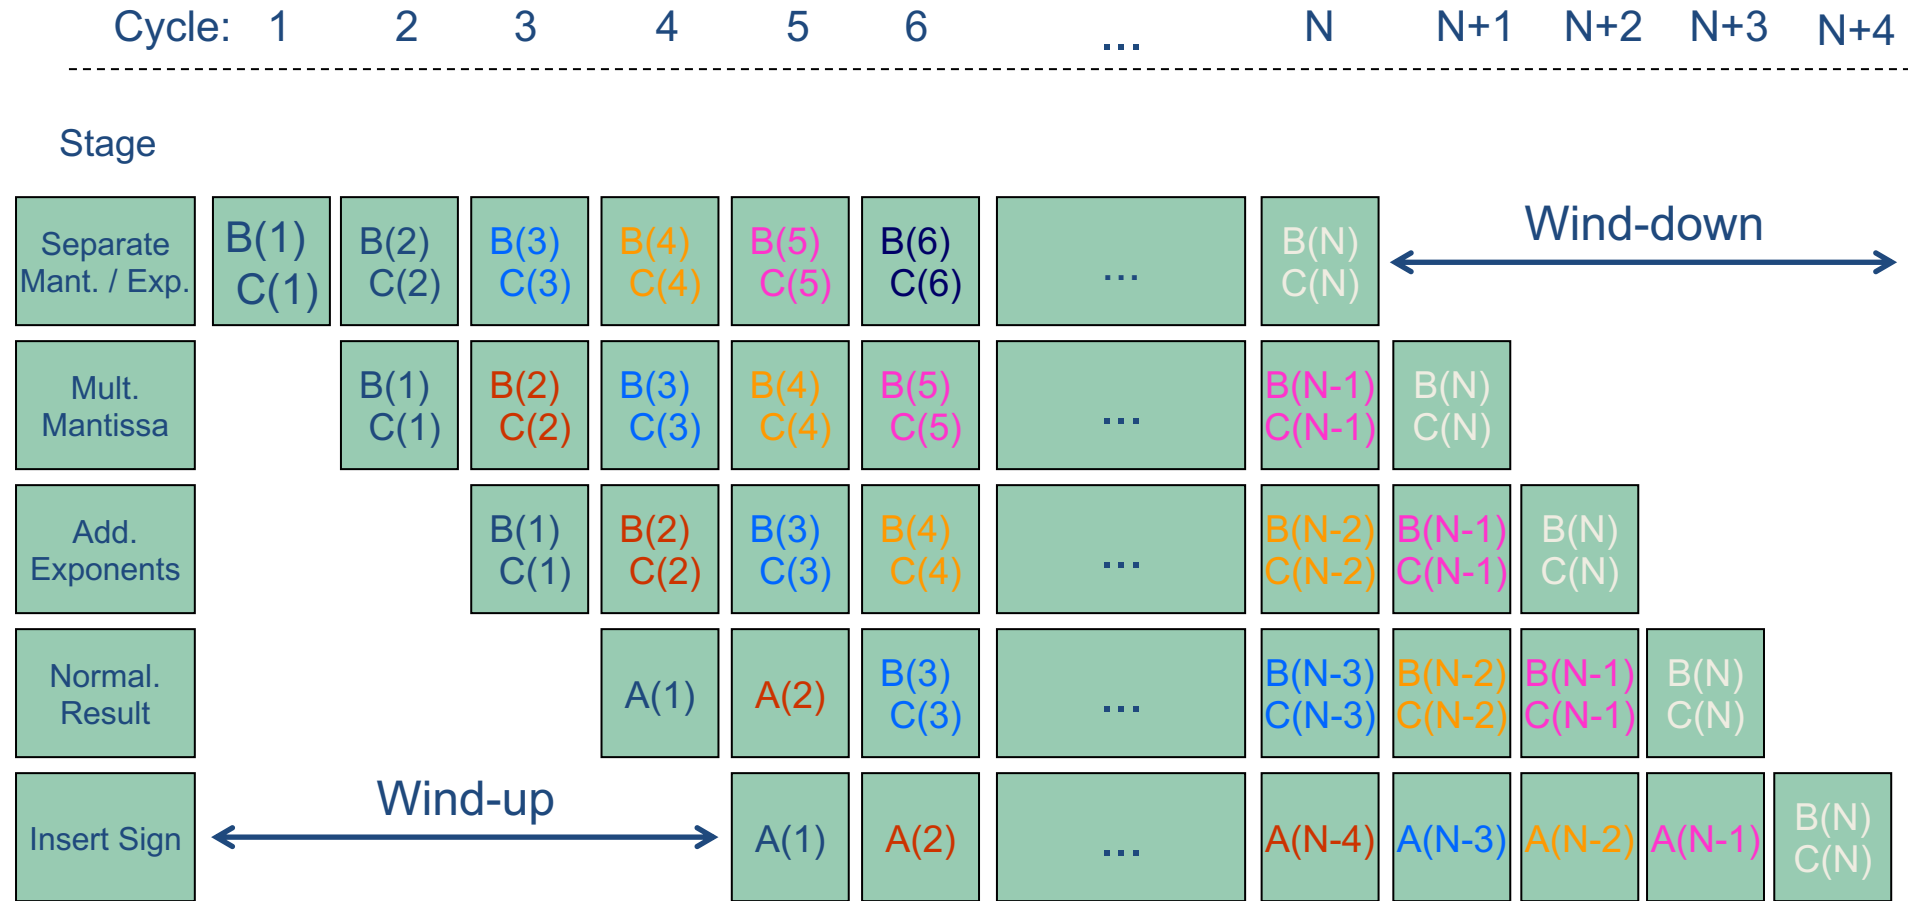 Cycle: 1 2 3 4 5 6 ... N N+1 N+2 N+3 N+4
Stage
Separate
Mant. / Exp.
B(1)
C(1)
B(2)
C(2)
B(3)
C(3)
B(4)
C(4)
B(5)
C(5)
B(6)
C(6)
...
B(N)
C(N)
Wind-down
Mult.
Mantissa
B(1)
C(1)
B(2)
C(2)
B(3)
C(3)
B(4)
C(4)
B(5)
C(5)
...
B(N-1)
C(N-1)
B(N)
C(N)
Add.
Exponents
B(1)
C(1)
B(2)
C(2)
B(3)
C(3)
B(4)
C(4)
...
B(N-2)
C(N-2)
B(N-1)
C(N-1)
B(N)
C(N)
Normal.
Result
A(1)
A(2)
B(3)
C(3)
...
B(N-3)
C(N-3)
B(N-2)
C(N-2)
B(N-1)
C(N-1)
B(N)
C(N)
Insert Sign
Wind-up
A(1)
A(2)
...
A(N-4)
A(N-3)
A(N-2)
A(N-1)
B(N)
C(N)